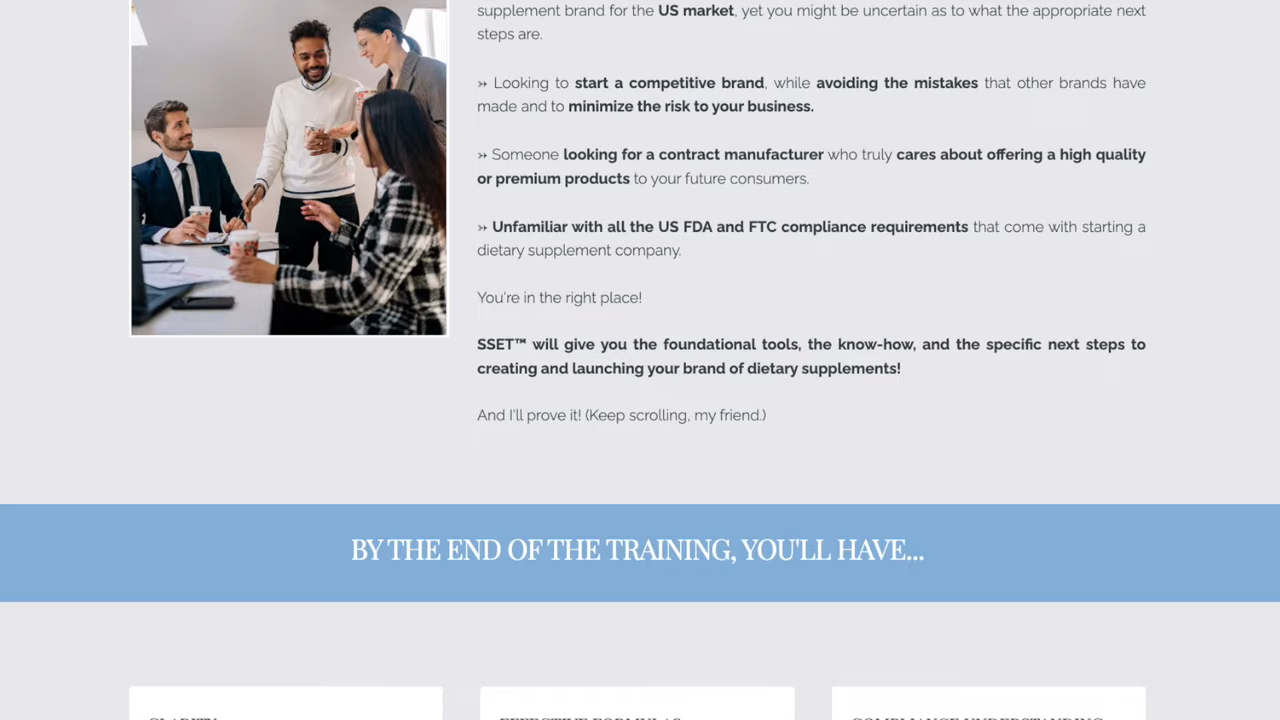 supplement brand for the US market, yet you might be uncertain as to what the appropriate next
steps are.
➳ Looking to start a competitive brand, while avoiding the mistakes that other brands have
made and to minimize the risk to your business.
➳ Someone looking for a contract manufacturer who truly cares about offering a high quality
or premium products to your future consumers.
➳ Unfamiliar with all the US FDA and FTC compliance requirements that come with starting a
dietary supplement company.
You're in the right place!
SSET™ will give you the foundational tools, the know-how, and the specific next steps to
creating and launching your brand of dietary supplements!
And I'll prove it! (Keep scrolling, my friend.)
BY THE END OF THE TRAINING, YOU'LL HAVE...
CLARITY
EFFECTIVE FORMULAS
COMPLIANCE UNDERSTANDING